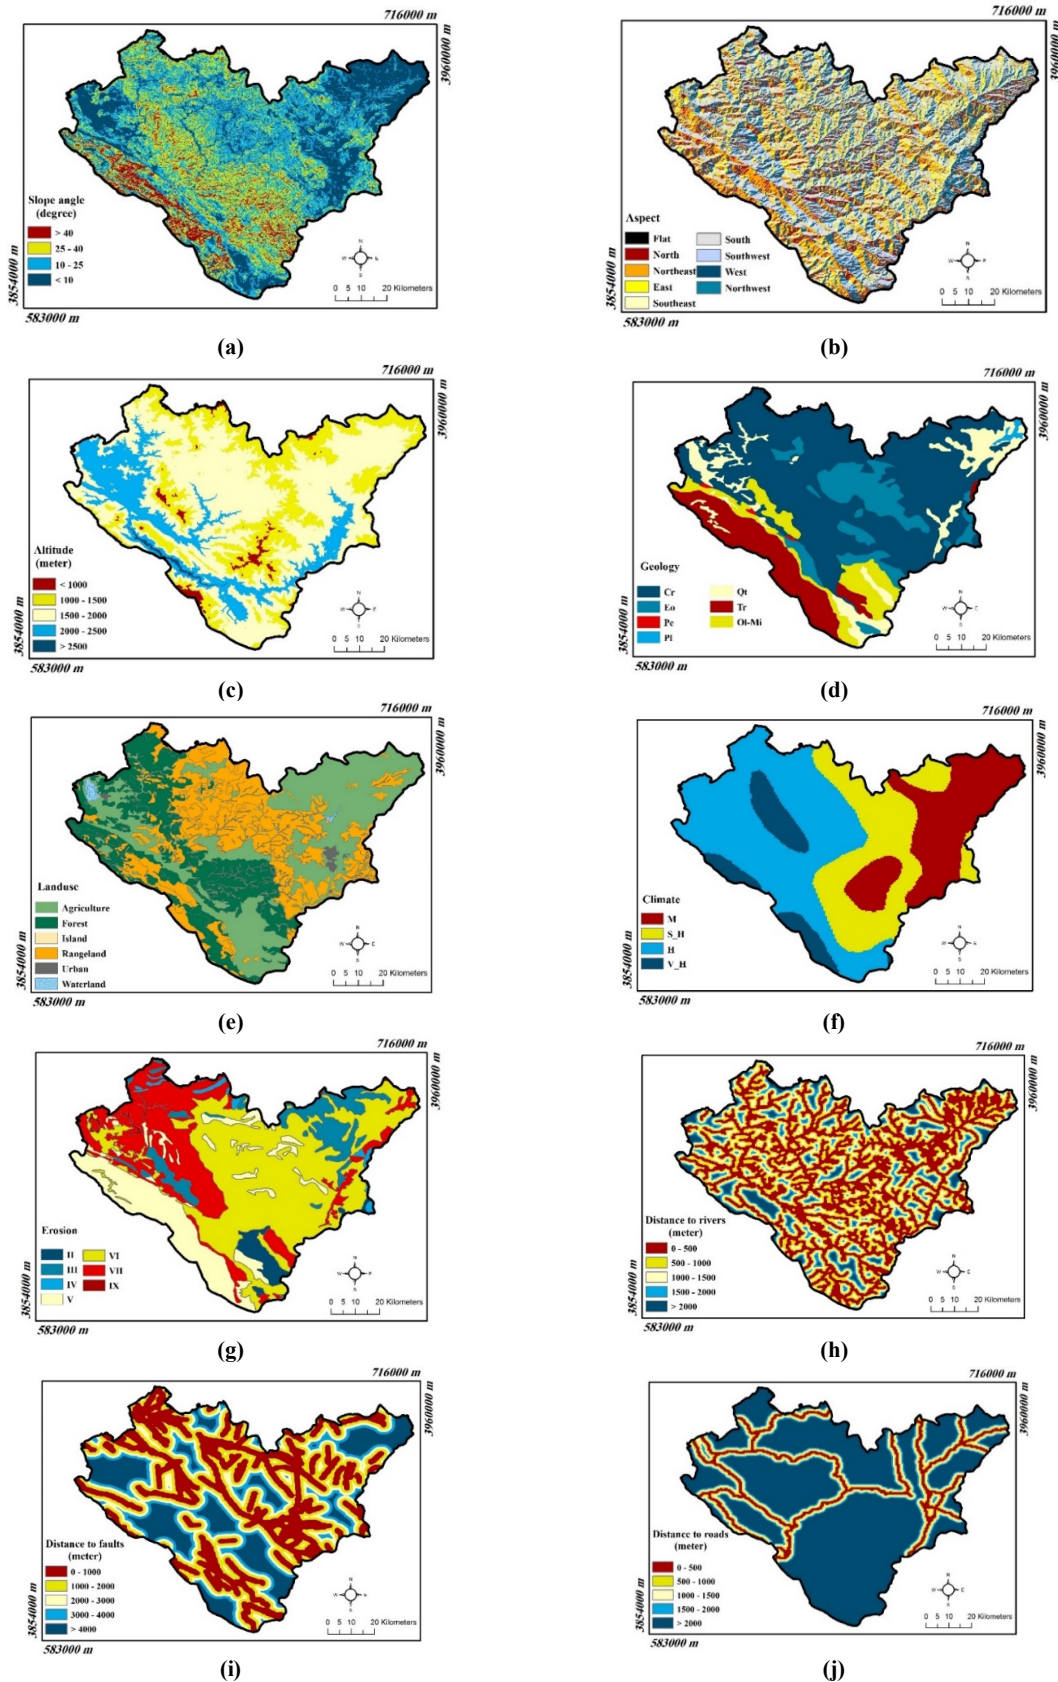 716000 m
3960000 m
Slope angle
(degree)
> 40
25 - 40
10 - 25
< 10
N
W
S
0 5 10 20 Kilometers
3854000 m
583000 m
(a)
716000 m
3960000 m
Aspect
Flat
North
Northeast
East
Southeast
South
Southwest
West
Northwest
N
W
S
0 5 10 20 Kilometers
3854000 m
583000 m
(b)
716000 m
3960000 m
Altitude
(meter)
< 1000
1000 - 1500
1500 - 2000
2000 - 2500
> 2500
N
W
S
0 5 10 20 Kilometers
3854000 m
583000 m
(c)
716000 m
3960000 m
Geology
Cr
Eo
Pc
Pl
Qt
Tr
Ol-Mi
N
W
S
0 5 10 20 Kilometers
3854000 m
583000 m
(d)
716000 m
3960000 m
Landuse
Agriculture
Forest
Island
Rangeland
Urban
Waterland
N
W E
S
0 5 10 20 Kilometers
3854000 m
583000 m
(e)
716000 m
3960000 m
Climate
M
S_H
H
V_H
N
W E
S
0 5 10 20 Kilometers
3854000 m
583000 m
(f)
716000 m
3960000 m
Erosion
II
III
IV
V
VI
VII
IX
N
W
S
0 5 10 20 Kilometers
3854000 m
583000 m
(g)
716000 m
3960000 m
Distance to rivers
(meter)
0 - 500
500 - 1000
1000 - 1500
1500 - 2000
> 2000
N
W
S
0 5 10 20 Kilometers
3854000 m
583000 m
(h)
716000 m
3960000 m
Distance to faults
(meter)
0 - 1000
1000 - 2000
2000 - 3000
3000 - 4000
> 4000
N
W
S
0 5 10 20 Kilometers
3854000 m
583000 m
(i)
716000 m
3960000 m
Distance to roads
(meter)
0 - 500
500 - 1000
1000 - 1500
1500 - 2000
> 2000
N
W E
S
0 5 10 20 Kilometers
3854000 m
583000 m
(j)